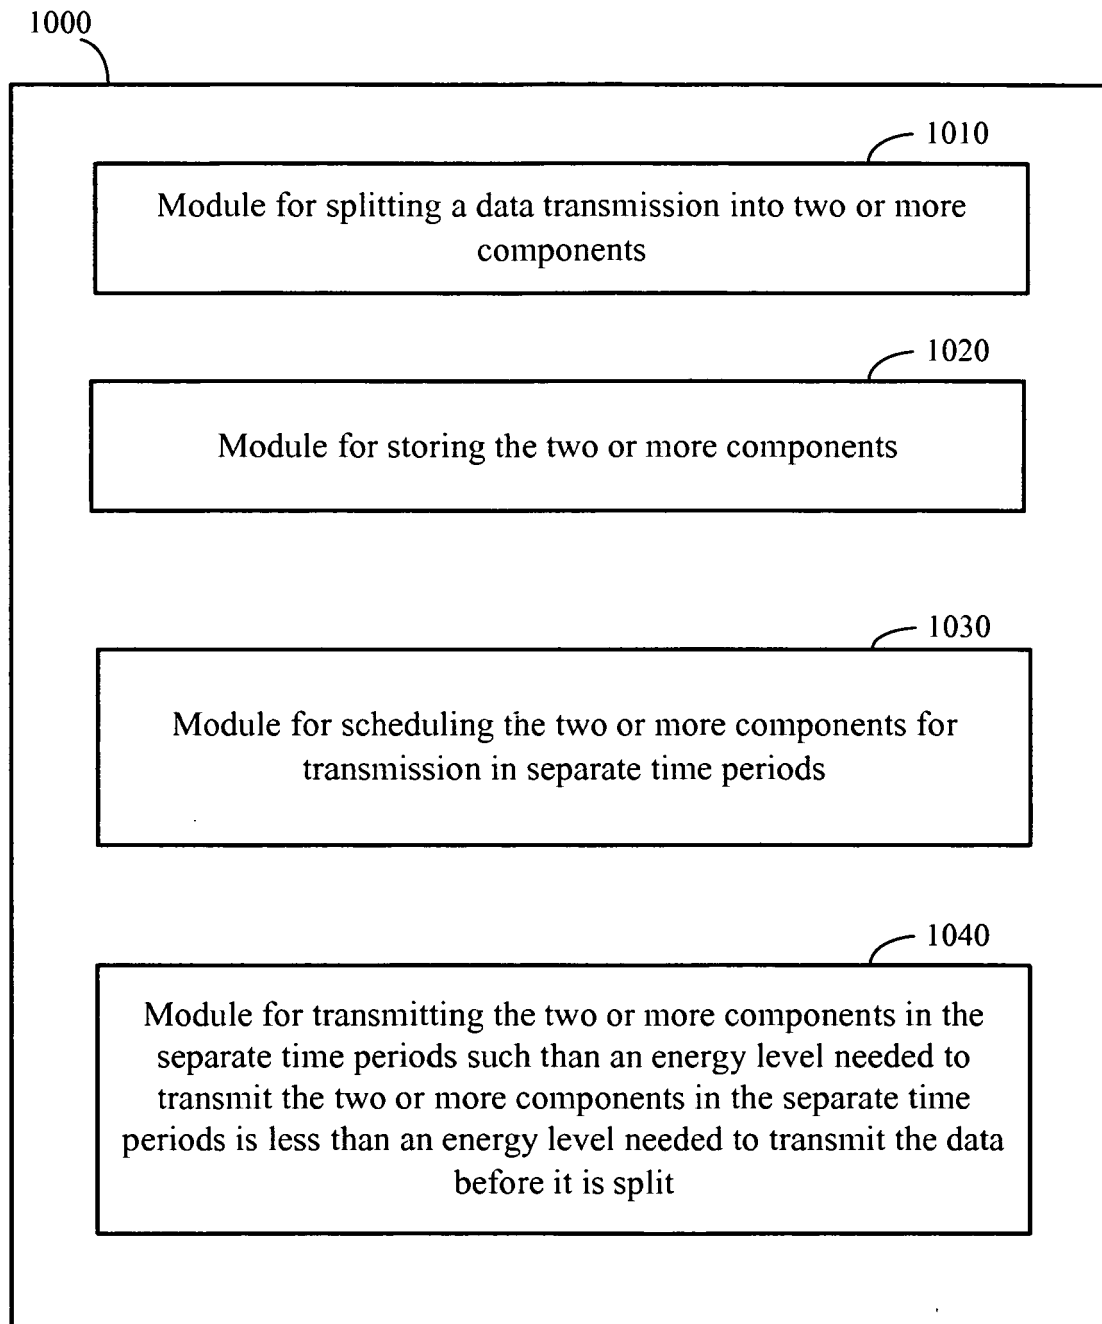 1000
1010
Module for splitting a data transmission into two or more
components
1020
Module for storing the two or more components
1030
Module for scheduling the two or more components for
transmission in separate time periods
1040
Module for transmitting the two or more components in the
separate time periods such than an energy level needed to
transmit the two or more components in the separate time
periods is less than an energy level needed to transmit the data
before it is split